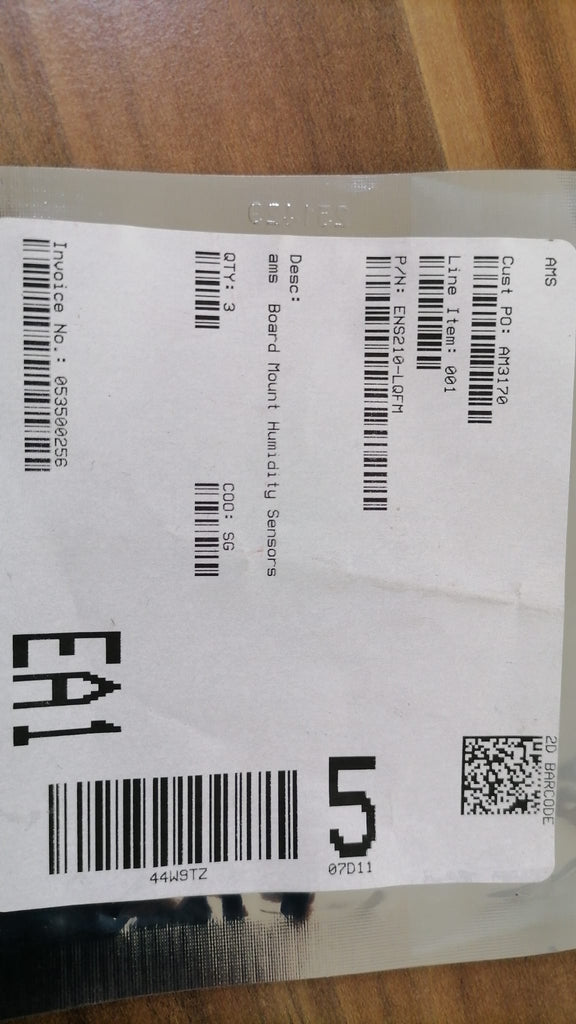 AMS
Cust PO: AM3170
Line Item: 001
P/N: ENS210-LQFM
Desc:
ams Board Mount Humidity Sensors
QTY: 3
COO: SG
Invoice No.: 053500256
2D BARCODE
5
07D11
44W9TZ
EA1